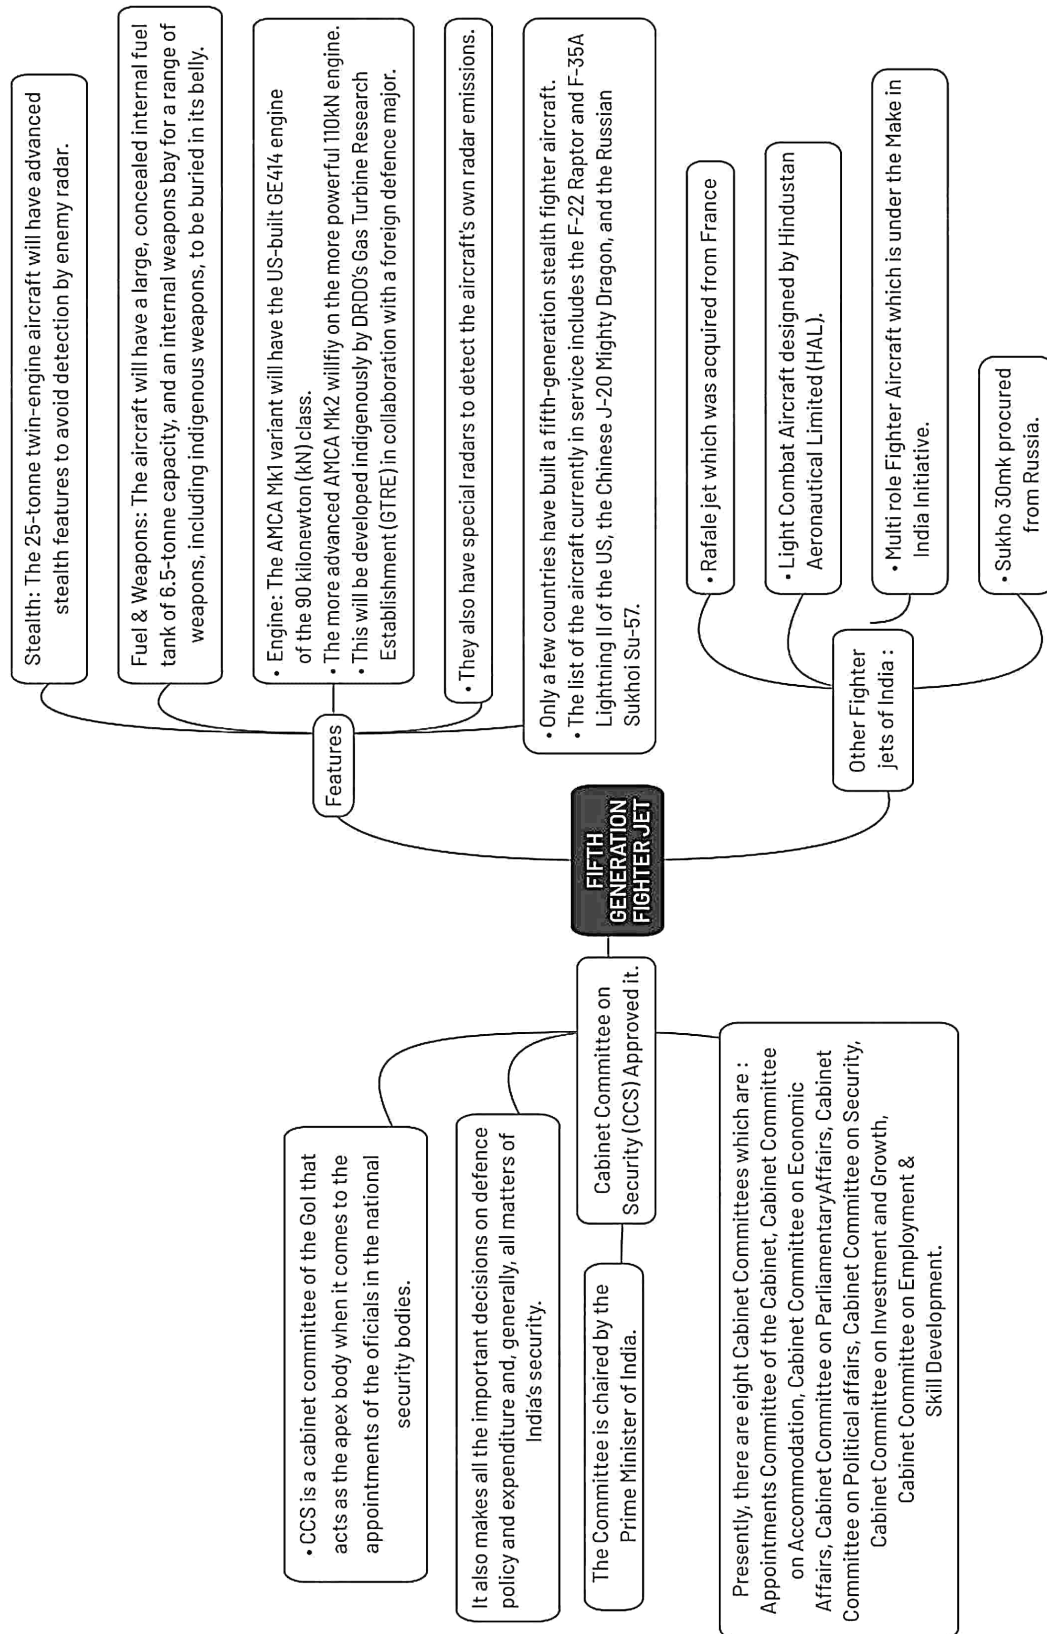 FIFTH
GENERATION
FIGHTER JET
Features
Stealth: The 25-tonne twin-engine aircraft will have advanced
stealth features to avoid detection by enemy radar.
Fuel & Weapons: The aircraft will have a large, concealed internal fuel
tank of 6.5-tonne capacity, and an internal weapons bay for a range of
weapons, including indigenous weapons, to be buried in its belly.
• Engine: The AMCA Mk1 variant will have the US-built GE414 engine
of the 90 kilonewton (kN) class.
• The more advanced AMCA Mk2 willfiy on the more powerful 110kN engine.
• This will be developed indigenously by DRDO's Gas Turbine Research
Establishment (GTRE) in collaboration with a foreign defence major.
• They also have special radars to detect the aircraft's own radar emissions.
• Only a few countries have built a fifth-generation stealth fighter aircraft.
• The list of the aircraft currently in service includes the F-22 Raptor and F-35A
Lightning II of the US, the Chinese J-20 Mighty Dragon, and the Russian
Sukhoi Su-57.
Other Fighter
jets of India :
• Rafale jet which was acquired from France
• Light Combat Aircraft designed by Hindustan
Aeronautical Limited (HAL).
• Multi role Fighter Aircraft which is under the Make in
India Initiative.
• Sukho 30mk procured
from Russia.
Cabinet Committee on
Security (CCS) Approved it.
• CCS is a cabinet committee of the GoI that
acts as the apex body when it comes to the
appointments of the oficials in the national
security bodies.
It also makes all the important decisions on defence
policy and expenditure and, generally, all matters of
India's security.
The Committee is chaired by the
Prime Minister of India.
Presently, there are eight Cabinet Committees which are :
Appointments Committee of the Cabinet, Cabinet Committee
on Accommodation, Cabinet Committee on Economic
Affairs, Cabinet Committee on Parliamentary Affairs, Cabinet
Committee on Political affairs, Cabinet Committee on Security,
Cabinet Committee on Investment and Growth,
Cabinet Committee on Employment &
Skill Development.